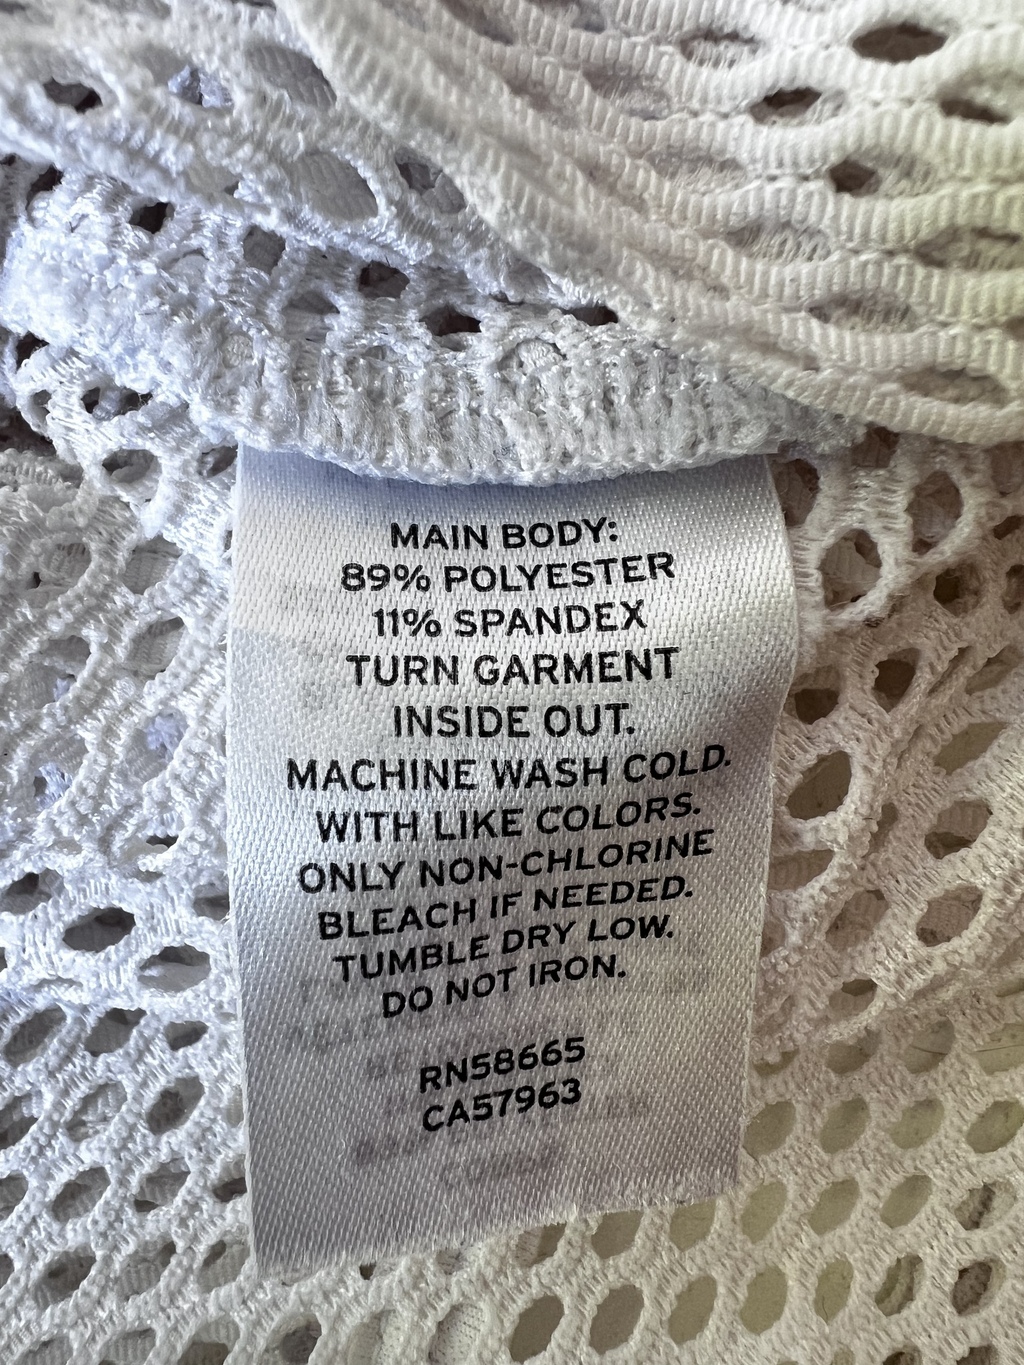 MAIN BODY:
89% POLYESTER
11% SPANDEX
TURN GARMENT
INSIDE OUT.
MACHINE WASH COLD.
WITH LIKE COLORS.
ONLY NON-CHLORINE
BLEACH IF NEEDED.
TUMBLE DRY LOW.
DO NOT IRON.
RN58665
CA57963